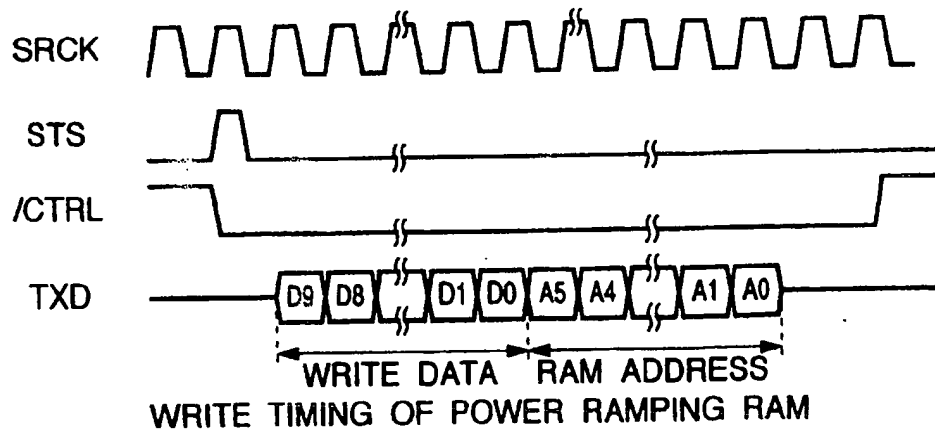 SRCK
STS
/CTRL
TXD D9 D8 D1 D0 A5 A4 A1 A0
WRITE DATA RAM ADDRESS
WRITE TIMING OF POWER RAMPING RAM